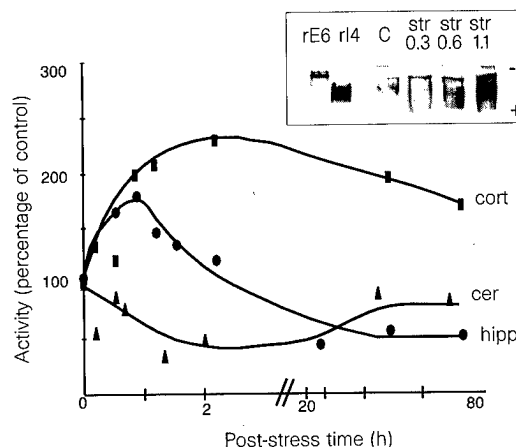 rE6 rI4 C str 0.3 str 0.6 str 1.1
-
+
Activity (percentage of control)
300
200
100
0
cort
cer
hipp
0 2 20 80
Post-stress time (h)